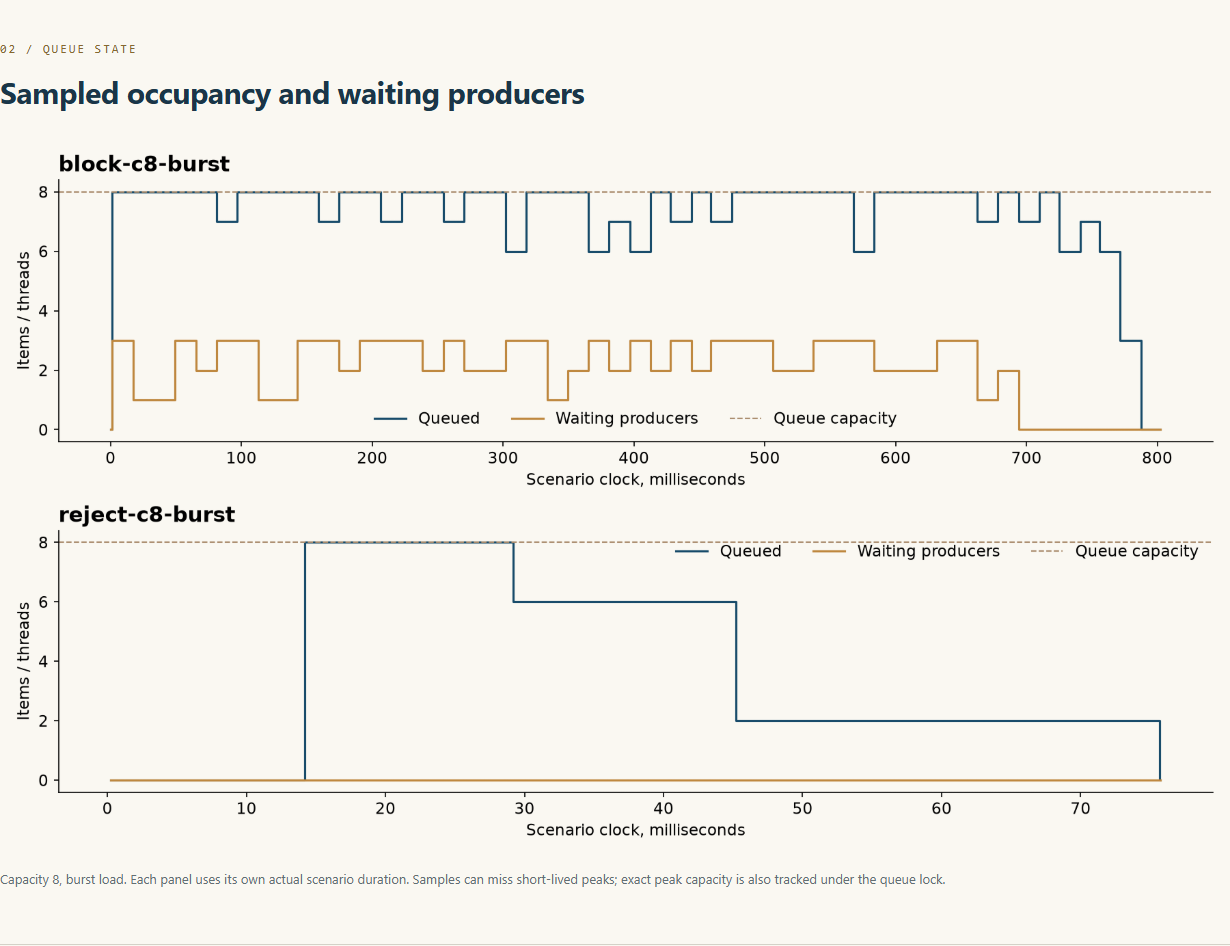 02 / QUEUE STATE
Sampled occupancy and waiting producers
block-c8-burst
8
6
4
2
0
Items / threads
Queued
Waiting producers
Queue capacity
0 100 200 300 400 500 600 700 800
Scenario clock, milliseconds
reject-c8-burst
8
6
4
2
0
Items / threads
Queued
Waiting producers
Queue capacity
0 10 20 30 40 50 60 70
Scenario clock, milliseconds
Capacity 8, burst load. Each panel uses its own actual scenario duration. Samples can miss short-lived peaks; exact peak capacity is also tracked under the queue lock.